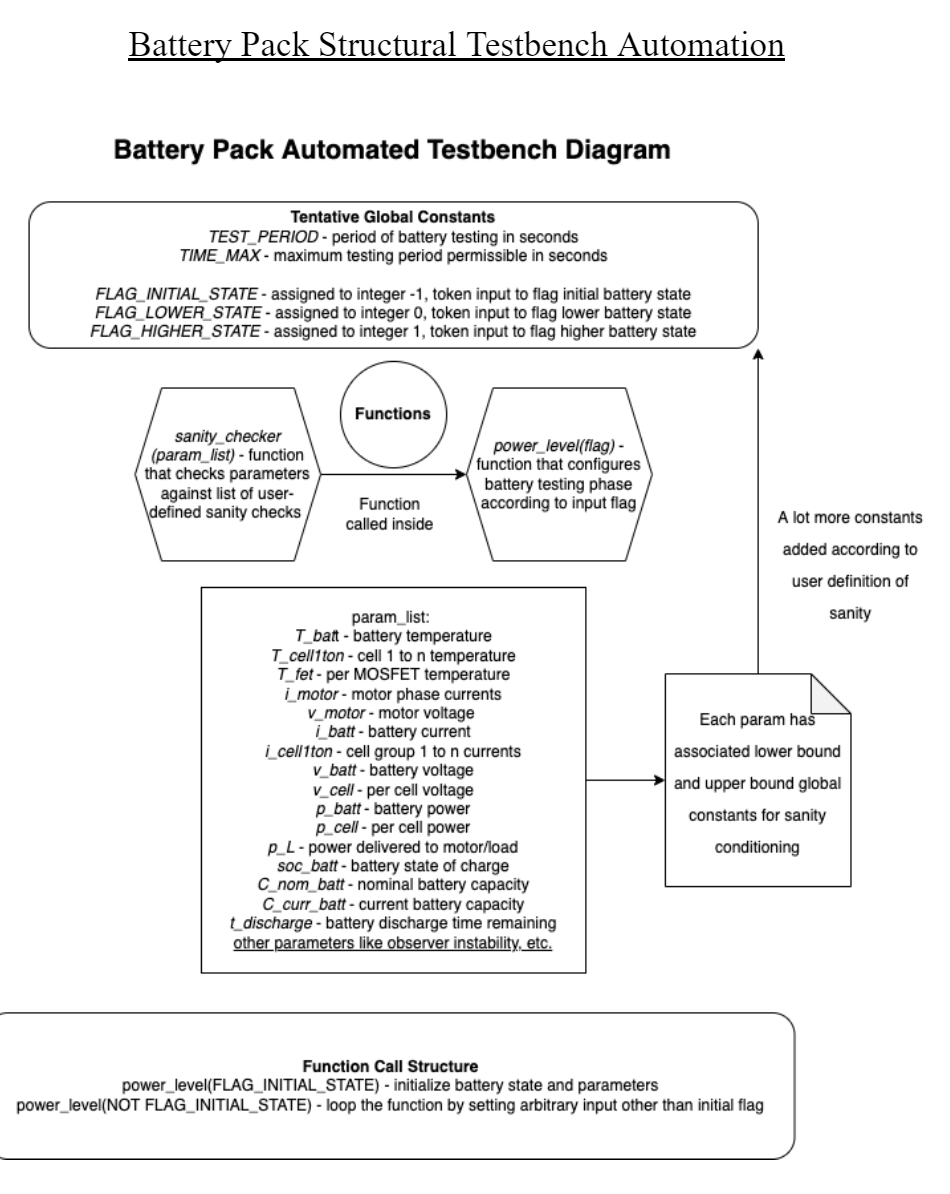 Battery Pack Structural Testbench Automation
Battery Pack Automated Testbench Diagram
Tentative Global Constants
TEST_PERIOD - period of battery testing in seconds
TIME_MAX - maximum testing period permissible in seconds
FLAG_INITIAL_STATE - assigned to integer -1, token input to flag initial battery state
FLAG_LOWER_STATE - assigned to integer 0, token input to flag lower battery state
FLAG_HIGHER_STATE - assigned to integer 1, token input to flag higher battery state
sanity_checker
(param_list) - function
that checks parameters
against list of user-
defined sanity checks
Functions
Function
called inside
power_level(flag) -
function that configures
battery testing phase
according to input flag
A lot more constants
added according to
user definition of
sanity
param_list:
T_batt - battery temperature
T_cell1ton - cell 1 to n temperature
T_fet - per MOSFET temperature
i_motor - motor phase currents
v_motor - motor voltage
i_batt - battery current
i_cell1ton - cell group 1 to n currents
v_batt - battery voltage
v_cell - per cell voltage
p_batt - battery power
p_cell - per cell power
p_L - power delivered to motor/load
soc_batt - battery state of charge
C_nom_batt - nominal battery capacity
C_curr_batt - current battery capacity
t_discharge - battery discharge time remaining
other parameters like observer instability, etc.
Each param has
associated lower bound
and upper bound global
constants for sanity
conditioning
Function Call Structure
power_level(FLAG_INITIAL_STATE) - initialize battery state and parameters
power_level(NOT FLAG_INITIAL_STATE) - loop the function by setting arbitrary input other than initial flag